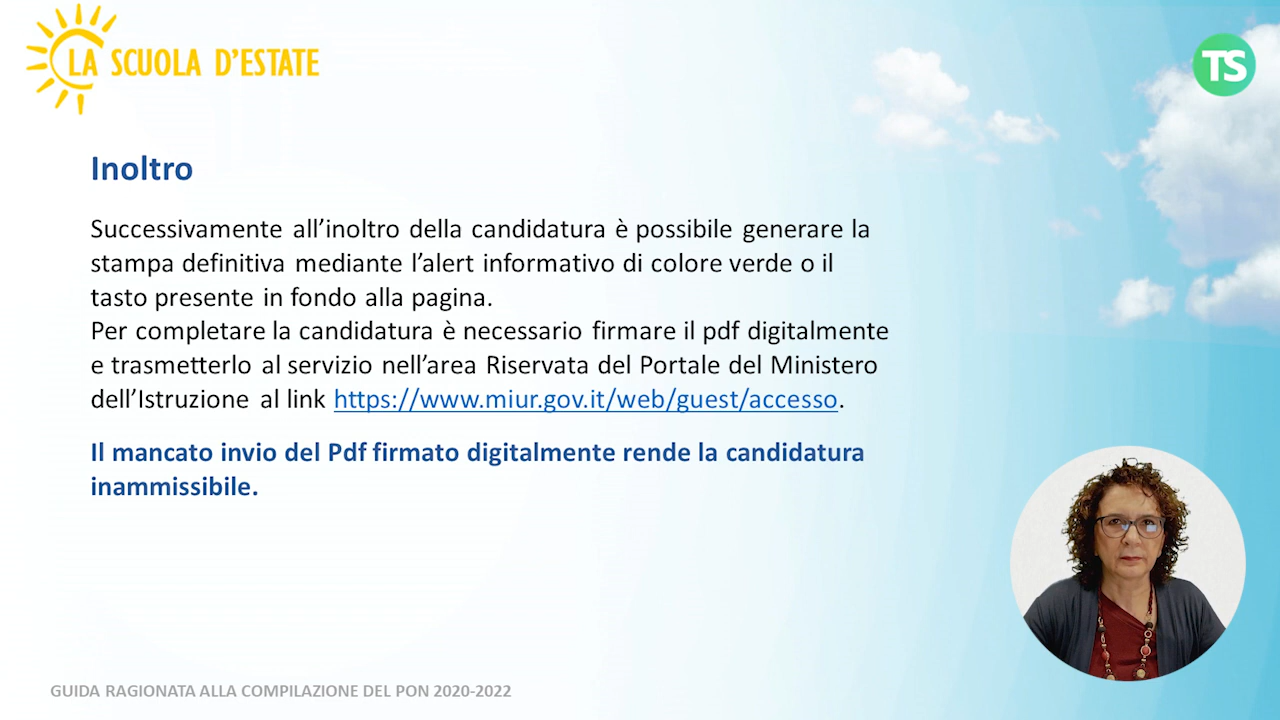 LA SCUOLA D'ESTATE
TS
Inoltro
Successivamente all’inoltro della candidatura è possibile generare la
stampa definitiva mediante l’alert informativo di colore verde o il
tasto presente in fondo alla pagina.
Per completare la candidatura è necessario firmare il pdf digitalmente
e trasmetterlo al servizio nell’area Riservata del Portale del Ministero
dell’Istruzione al link https://www.miur.gov.it/web/guest/accesso.
Il mancato invio del Pdf firmato digitalmente rende la candidatura
inammissibile.
GUIDA RAGIONATA ALLA COMPILAZIONE DEL PON 2020-2022